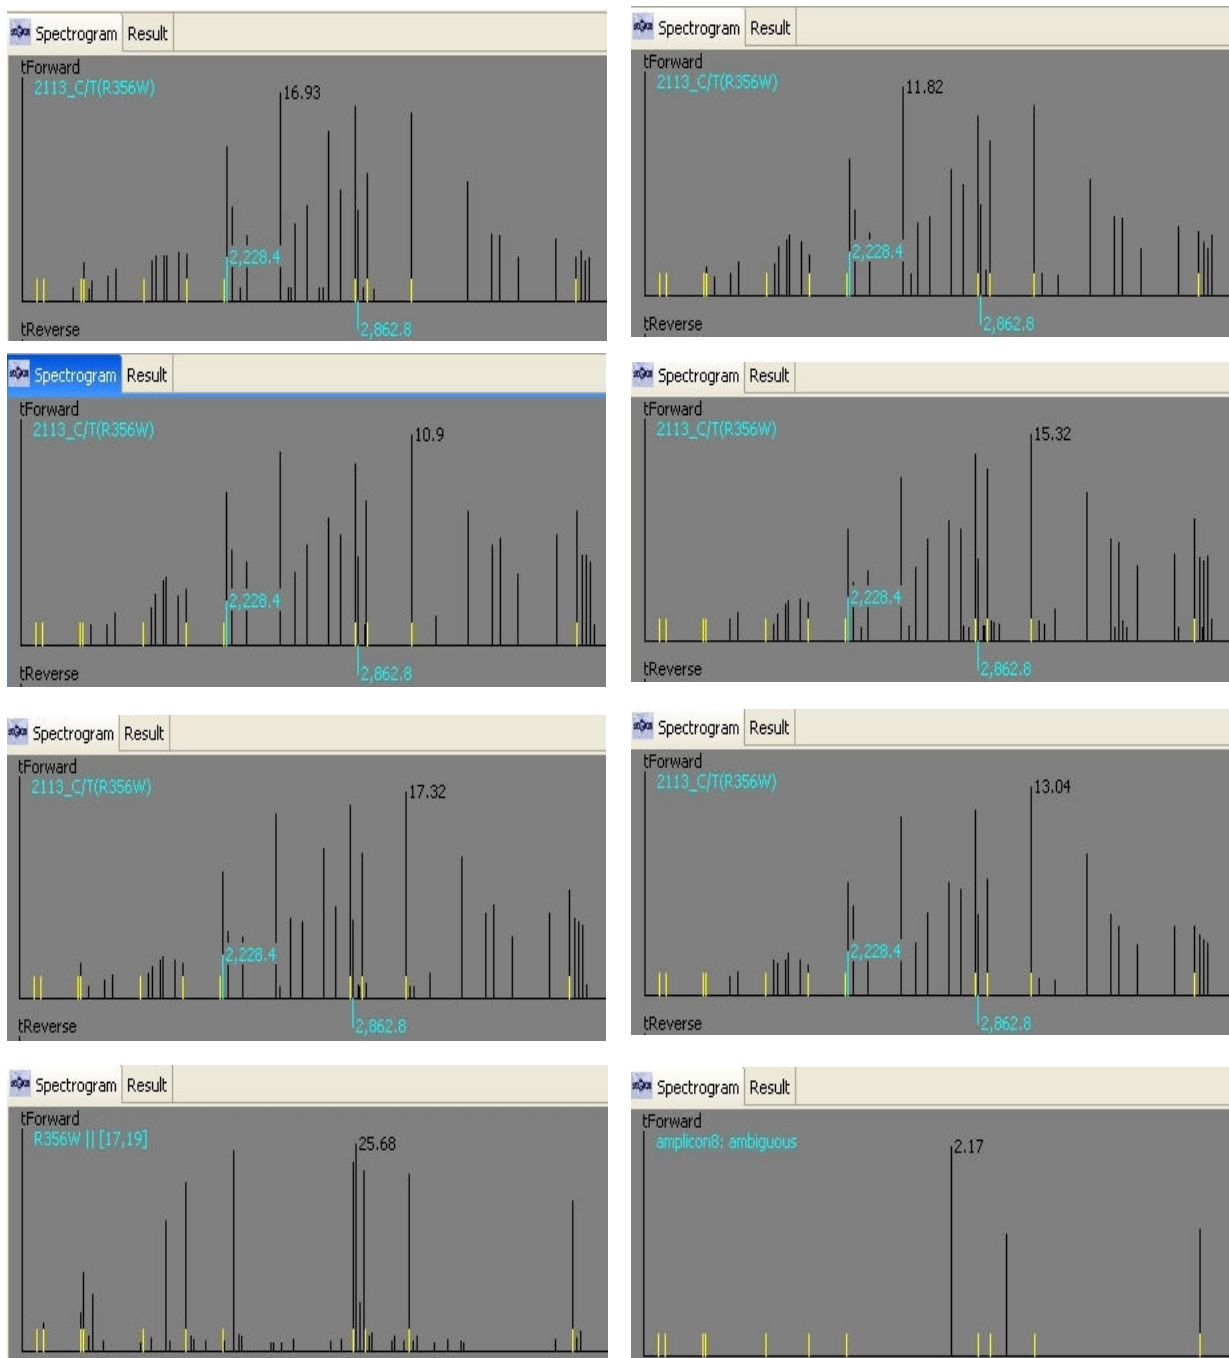 Spectrogram Result
tForward
2113_C/T(R356W)
16.93
2,228.4
2,862.8
tReverse
Spectrogram Result
tForward
2113_C/T(R356W)
11.82
2,228.4
2,862.8
tReverse
Spectrogram Result
tForward
2113_C/T(R356W)
10.9
2,228.4
2,862.8
tReverse
Spectrogram Result
tForward
2113_C/T(R356W)
15.32
2,228.4
2,862.8
tReverse
Spectrogram Result
tForward
2113_C/T(R356W)
17.32
2,228.4
2,862.8
tReverse
Spectrogram Result
tForward
2113_C/T(R356W)
13.04
2,228.4
2,862.8
tReverse
Spectrogram Result
tForward
R356W || [17,19]
25.68
Spectrogram Result
tForward
amplicon8: ambiguous
2.17